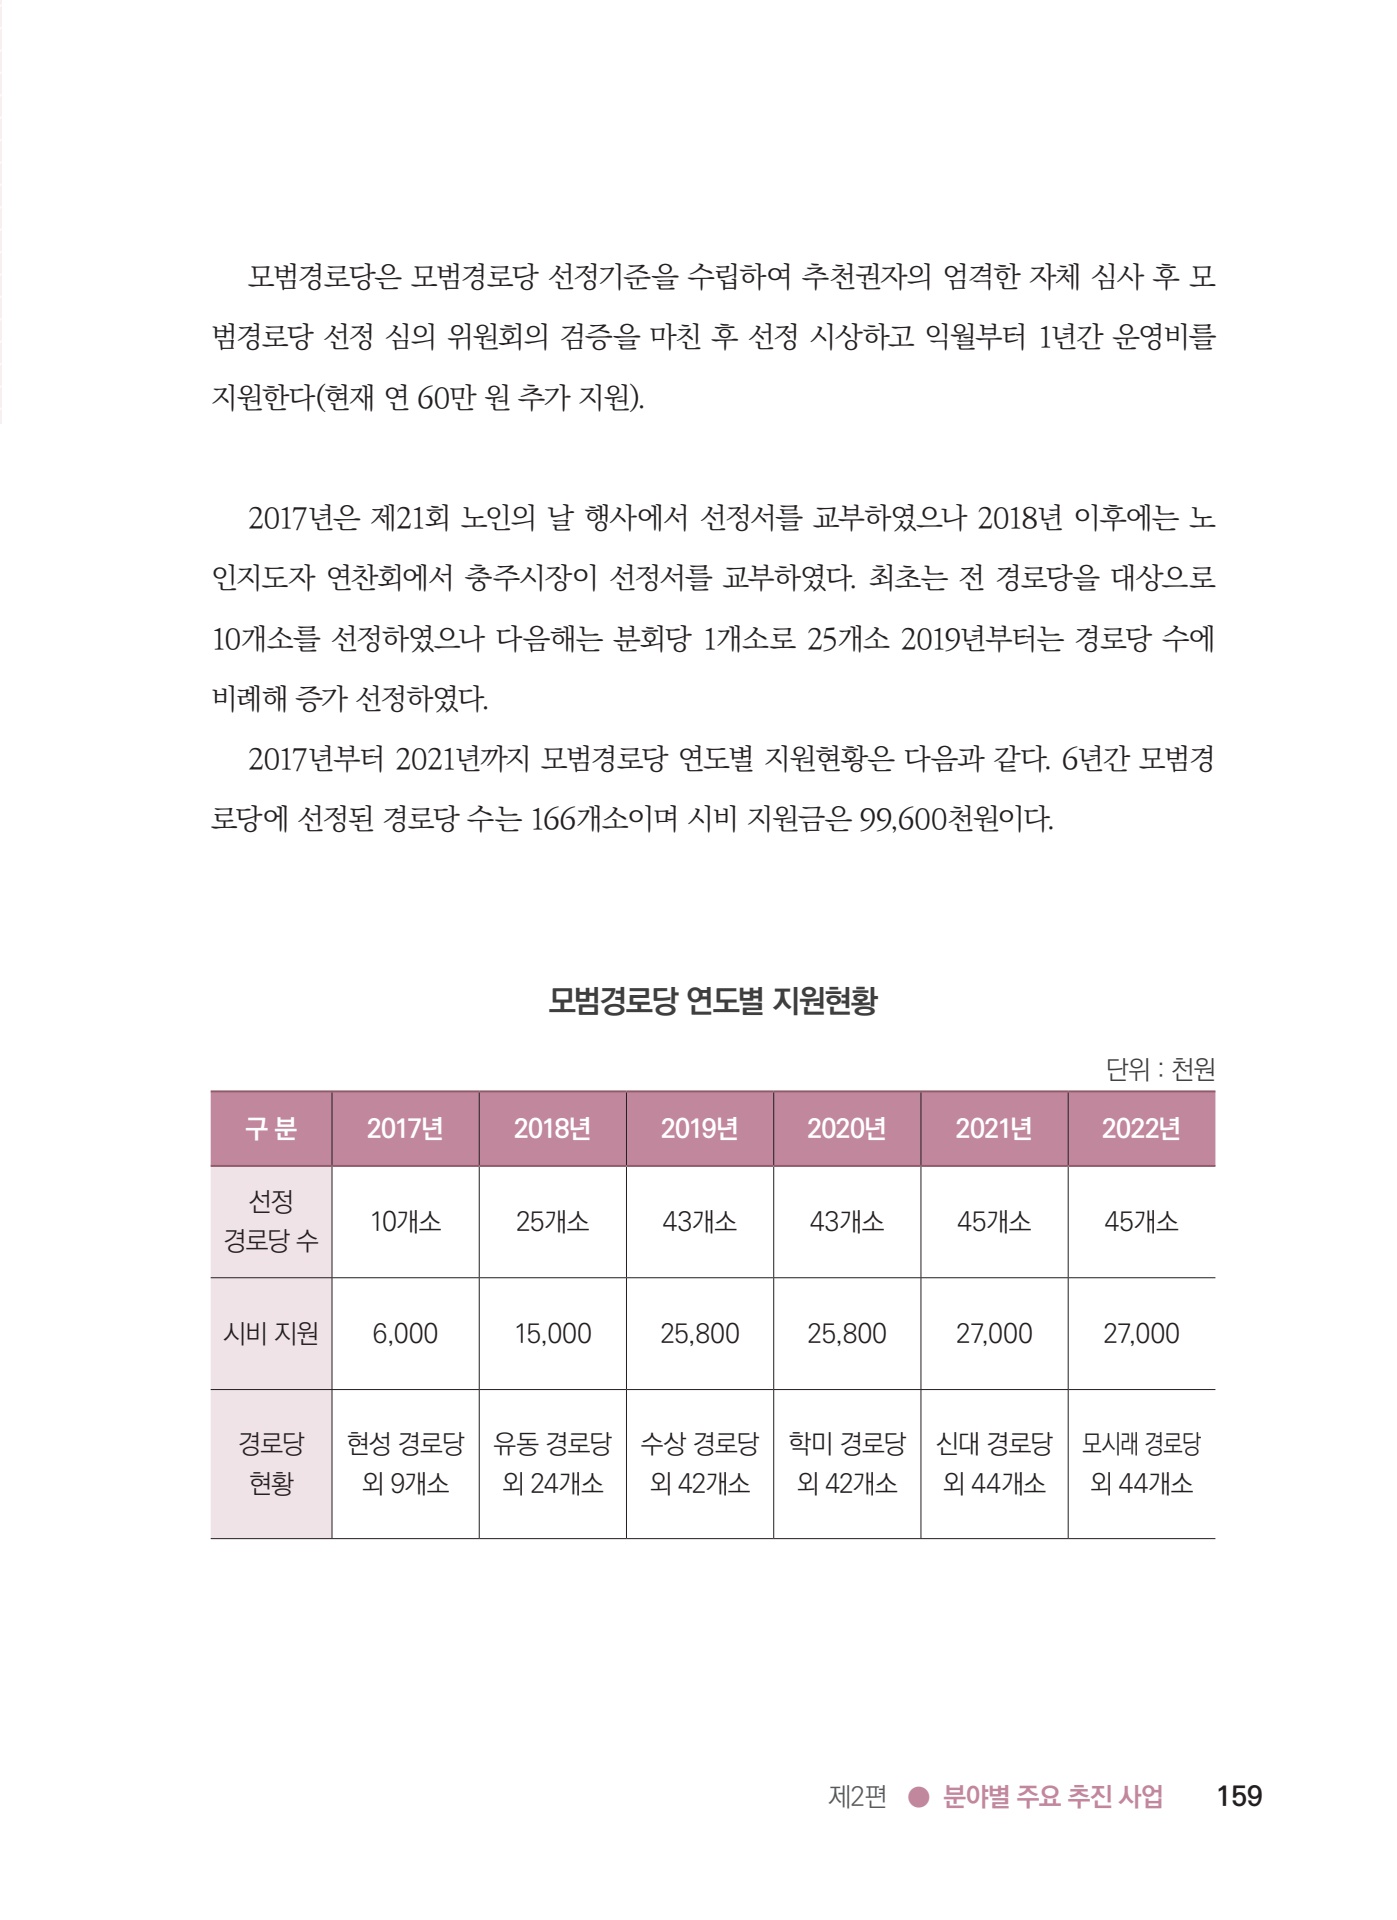 모범경로당은 모범경로당 선정기준을 수립하여 추천권자의 엄격한 자체 심사 후 모
범경로당 선정 심의 위원회의 검증을 마친 후 선정 시상하고 익월부터 1년간 운영비를
지원한다(현재 연 60만 원 추가 지원).
2017년은 제21회 노인의 날 행사에서 선정서를 교부하였으나 2018년 이후에는 노
인지도자 연찬회에서 충주시장이 선정서를 교부하였다. 최초는 전 경로당을 대상으로
10개소를 선정하였으나 다음해는 분회당 1개소로 25개소 2019년부터는 경로당 수에
비례해 증가 선정하였다.
2017년부터 2021년까지 모범경로당 연도별 지원현황은 다음과 같다. 6년간 모범경
로당에 선정된 경로당 수는 166개소이며 시비 지원금은 99,600천원이다.
모범경로당 연도별 지원현황
단위 : 천원
구 분 2017년 2018년 2019년 2020년 2021년 2022년
선정
경로당 수 10개소 25개소 43개소 43개소 45개소 45개소
시비 지원 6,000 15,000 25,800 25,800 27,000 27,000
경로당 현성 경로당 유동 경로당 수상 경로당 학미 경로당 신대 경로당 모시래 경로당
현황 외 9개소 외 24개소 외 42개소 외 42개소 외 44개소 외 44개소
제2편 ● 분야별 주요 추진 사업 159